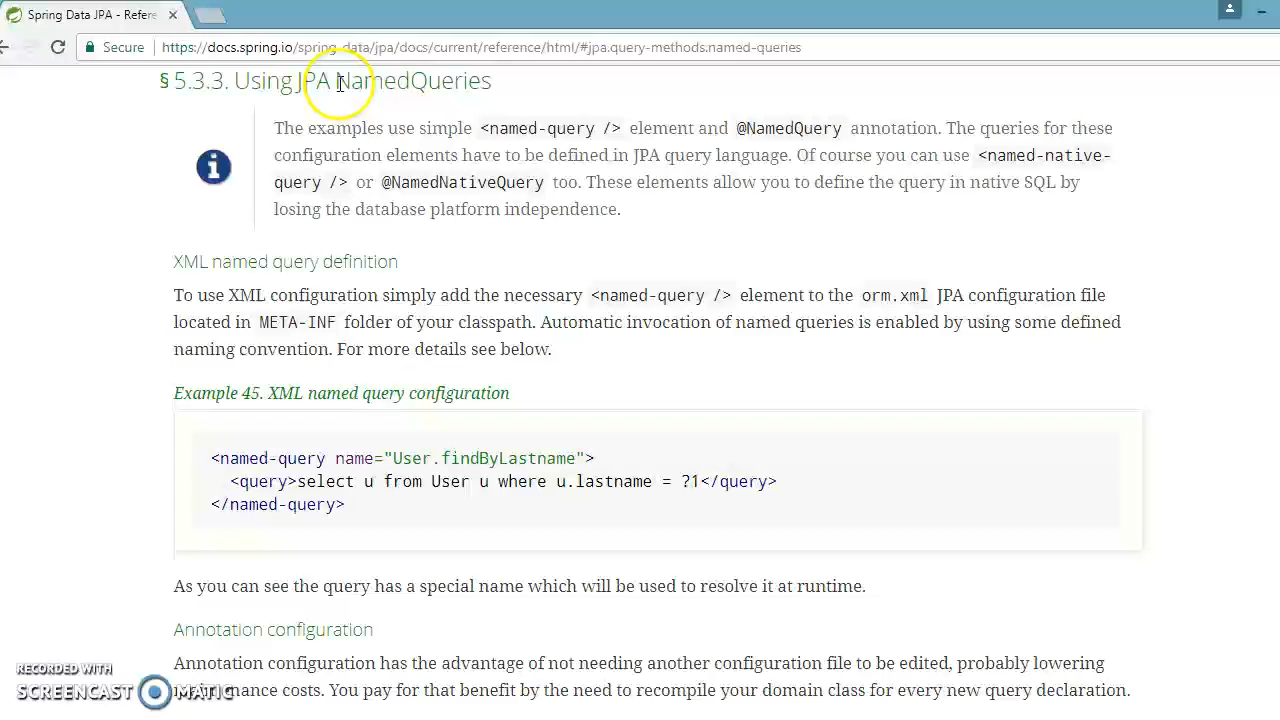 Spring Data JPA - Refere
Secure https://docs.spring.io/spring-data/jpa/docs/current/reference/html/#jpa.query-methods.named-queries
§ 5.3.3. Using JPA NamedQueries
The examples use simple <named-query /> element and @NamedQuery annotation. The queries for these
configuration elements have to be defined in JPA query language. Of course you can use <named-native-
query /> or @NamedNativeQuery too. These elements allow you to define the query in native SQL by
losing the database platform independence.
XML named query definition
To use XML configuration simply add the necessary <named-query /> element to the orm.xml JPA configuration file
located in META-INF folder of your classpath. Automatic invocation of named queries is enabled by using some defined
naming convention. For more details see below.
Example 45. XML named query configuration
<named-query name="User.findByLastname">
<query>select u from User u where u.lastname = ?1</query>
</named-query>
As you can see the query has a special name which will be used to resolve it at runtime.
Annotation configuration
Annotation configuration has the advantage of not needing another configuration file to be edited, probably lowering
costs. You pay for that benefit by the need to recompile your domain class for every new query declaration.
RECORDED WITH
SCREENCAST MATIC